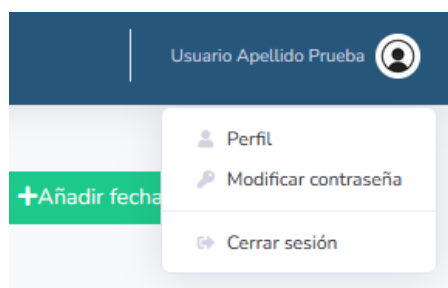 Usuario Apellido Prueba
Perfil
Modificar contraseña
+Añadir fecha
Cerrar sesión